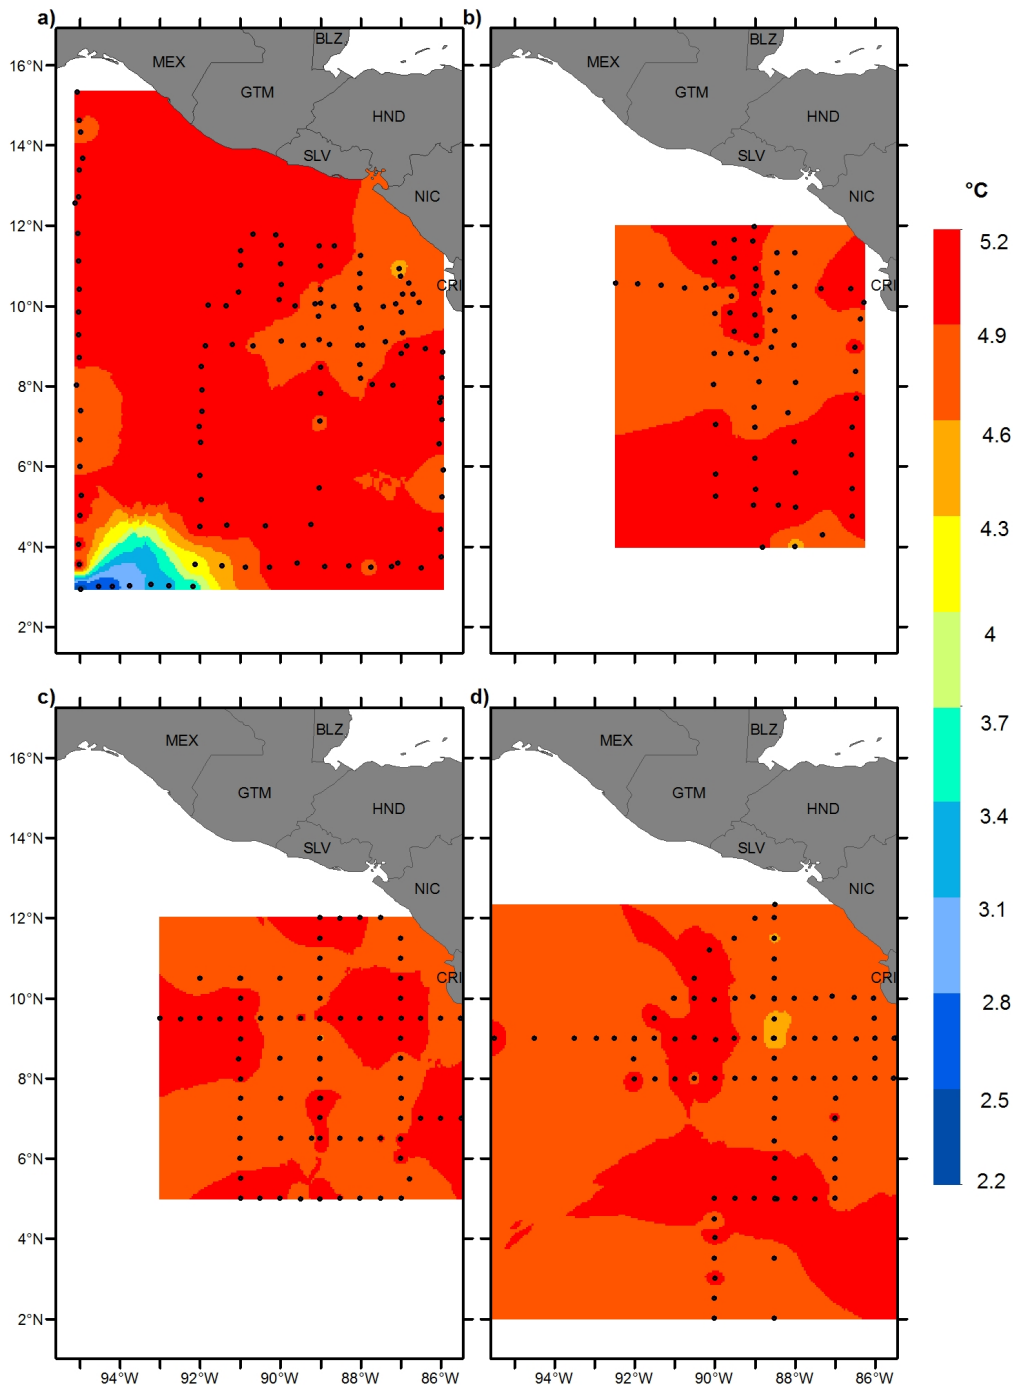 a)
b)
BLZ
BLZ
16°N
MEX
MEX
GTM
GTM
HND
HND
14°N
SLV
SLV
NIC
NIC
°C
12°N
5.2
CRI
CRI
10°N
4.9
8°N
4.6
6°N
4.3
4°N
4
2°N
3.7
c)
d)
BLZ
BLZ
MEX
MEX
16°N
GTM
GTM
HND
HND
3.4
14°N
SLV
SLV
NIC
NIC
3.1
12°N
CRI
CRI
10°N
2.8
8°N
2.5
6°N
2.2
4°N
2°N
94°W 92°W 90°W 88°W 86°W
94°W 92°W 90°W 88°W 86°W